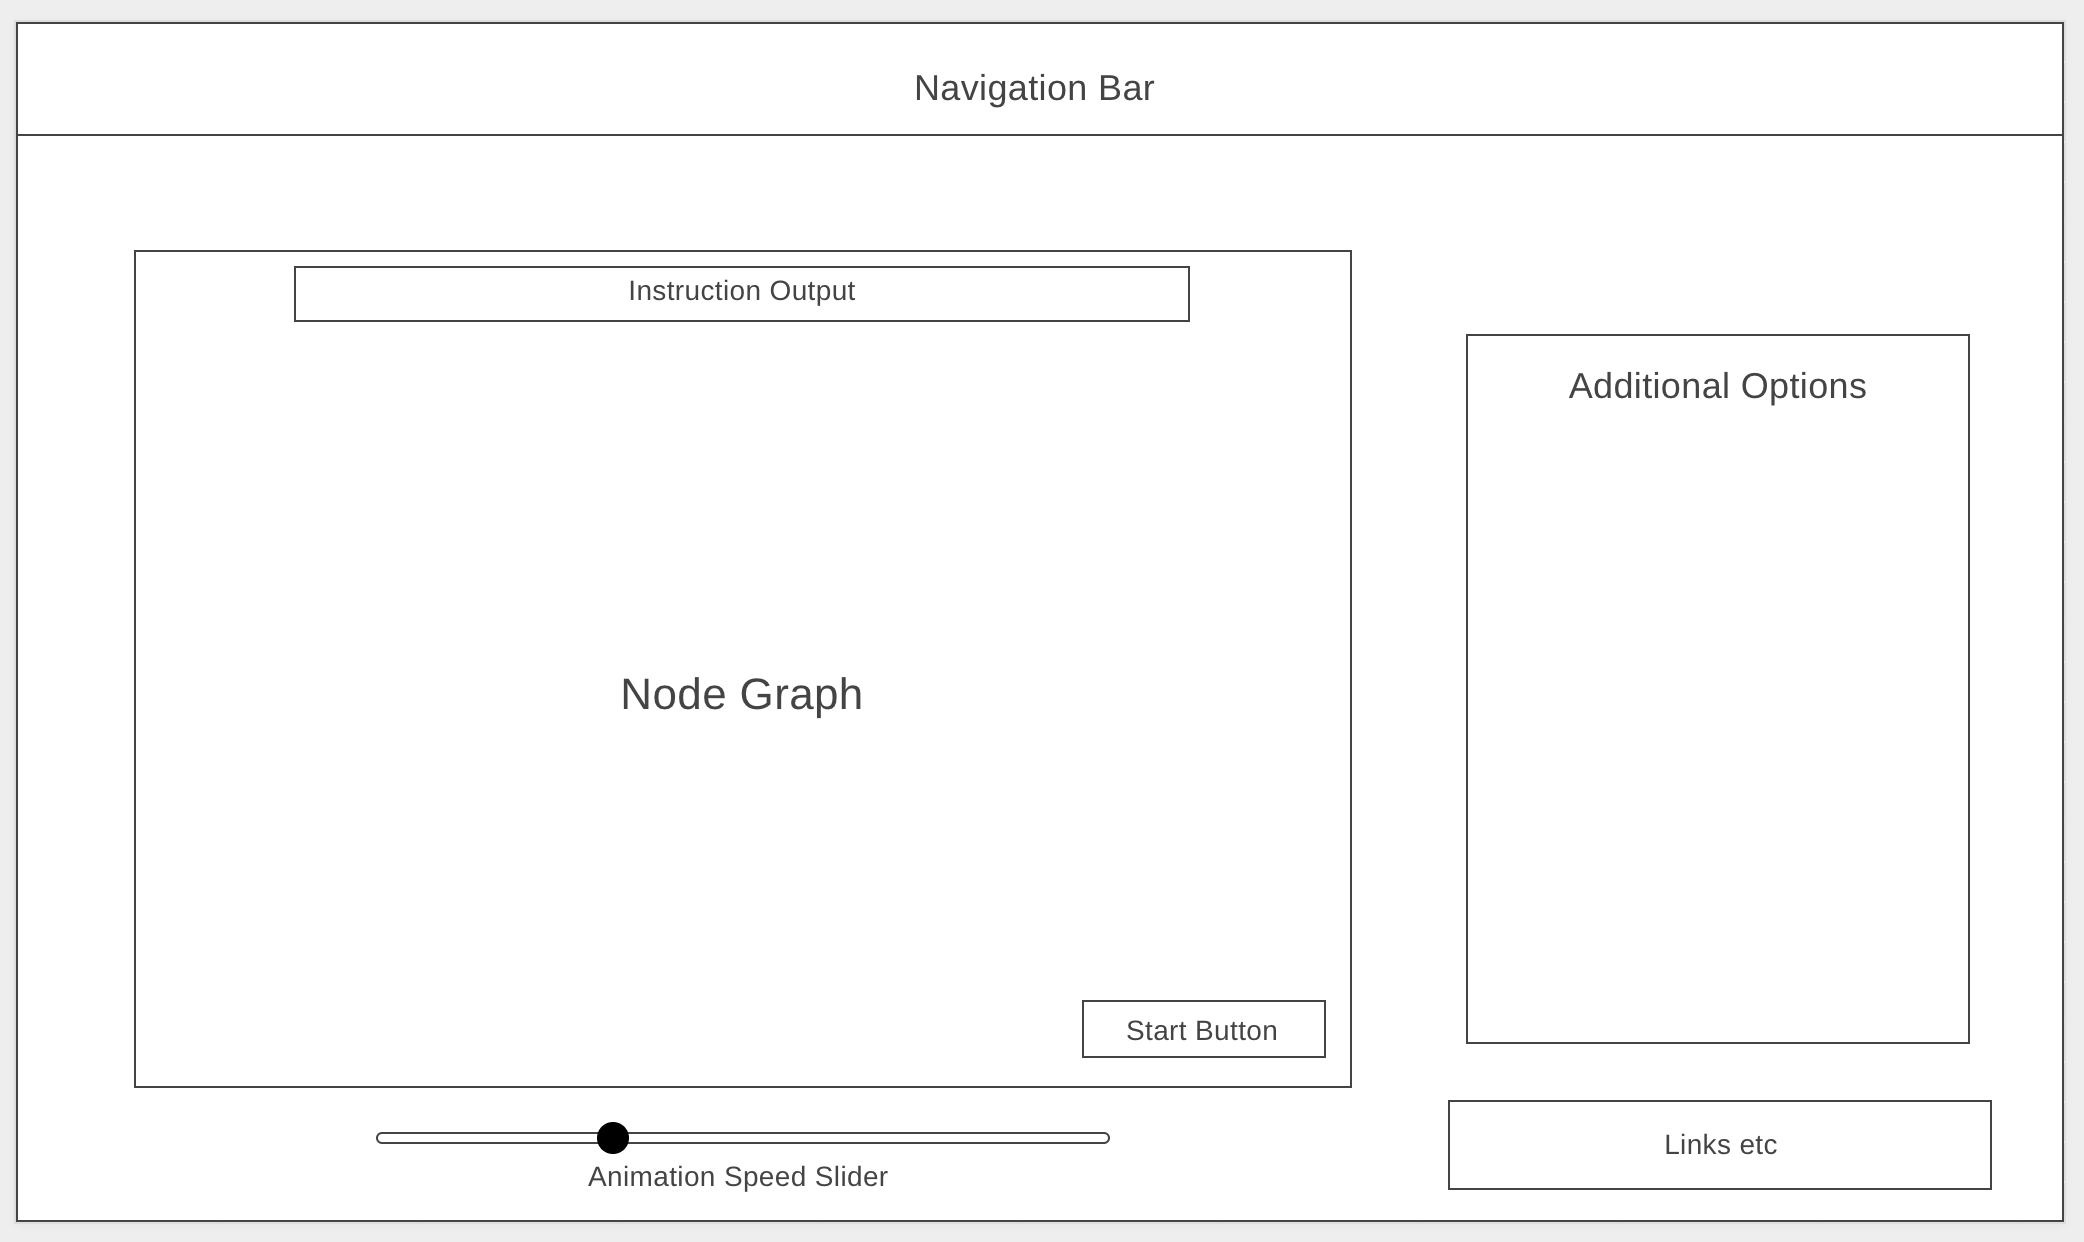 Navigation Bar
Instruction Output
Node Graph
Start Button
Animation Speed Slider
Additional Options
Links etc